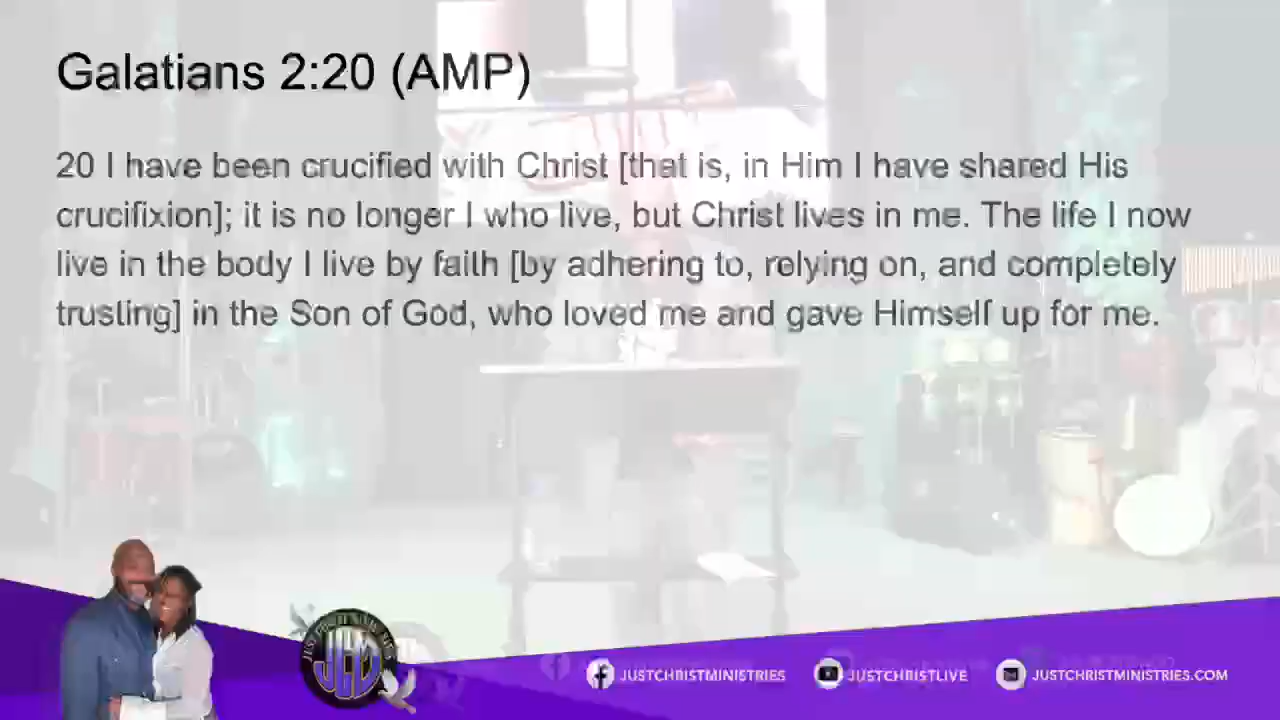 Galatians 2:20 (AMP)
20 I have been crucified with Christ [that is, in Him I have shared His
crucifixion]; it is no longer I who live, but Christ lives in me. The life I now
live in the body I live by faith [by adhering to, relying on, and completely
trusting] in the Son of God, who loved me and gave Himself up for me.
JCM
JUSTCHRISTMINISTRIES
JUSTCHRISTLIVE
JUSTCHRISTMINISTRIES.COM